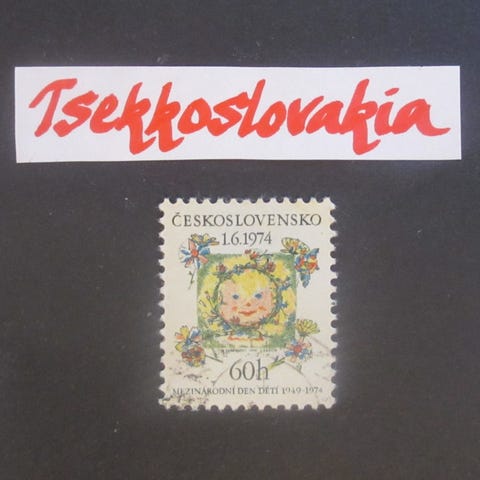 Tsekkoslovakia
ČESKOSLOVENSKO
1.6.1974
60h
MEZINÁRODNÍ DEN DĚTÍ 1949-1974